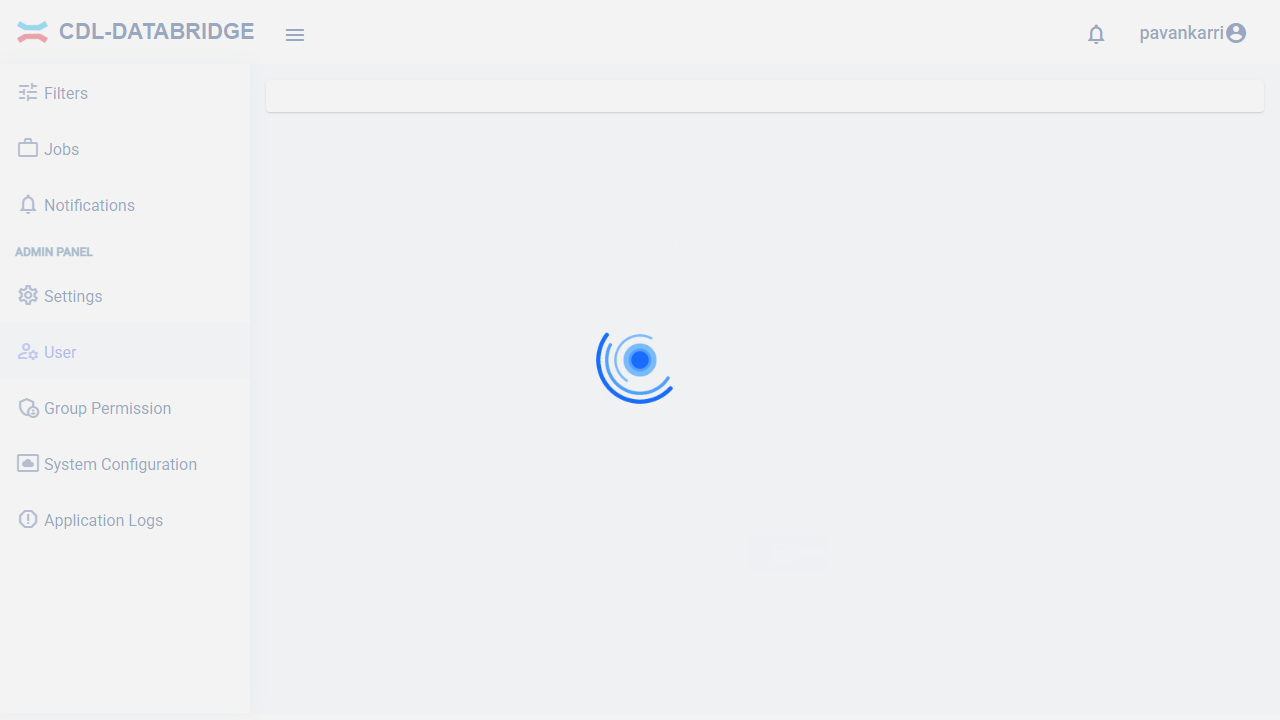 CDL-DATABRIDGE
pavankarri
Filters
Jobs
Notifications
ADMIN PANEL
Settings
User
Group Permission
System Configuration
Application Logs